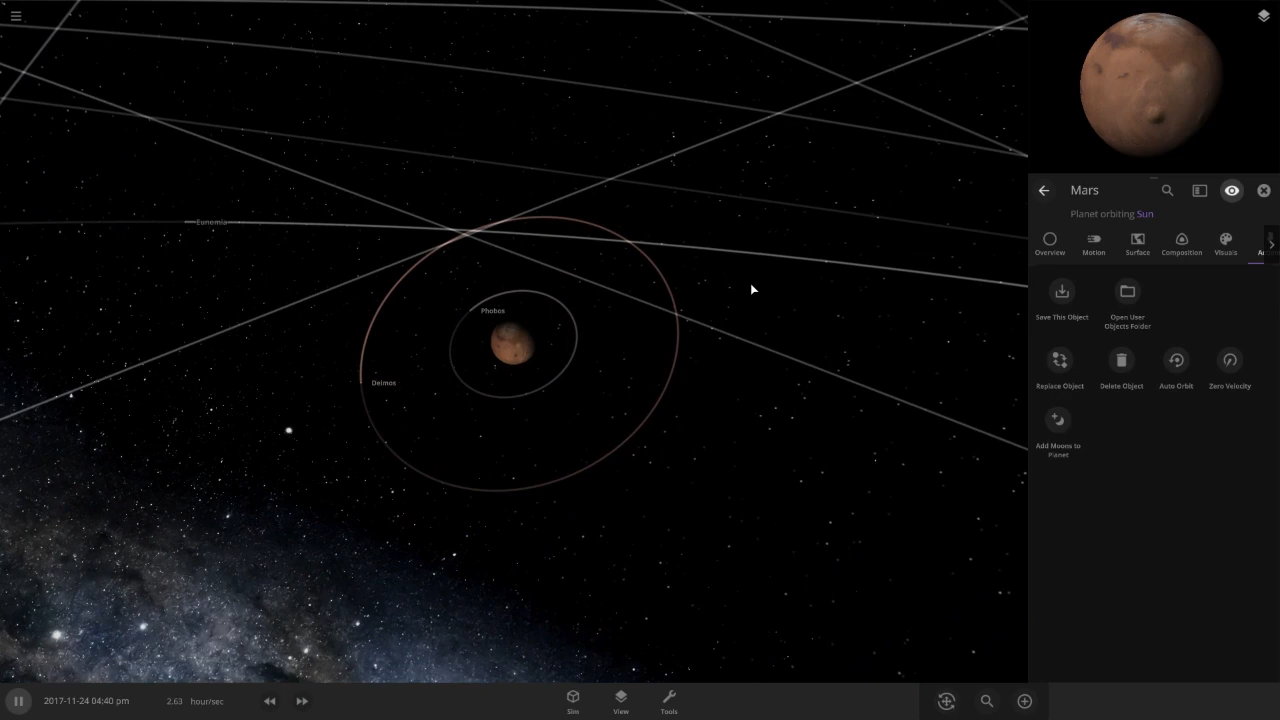 Eunomia
Phobos
Deimos
Mars
Planet orbiting Sun
Overview
Motion
Surface
Composition
Visuals
Save This Object
Open User
Objects Folder
Replace Object
Delete Object
Auto Orbit
Zero Velocity
Add Moons to
Planet
2017-11-24 04:40 pm
2.63 hour/sec
Sim
View
Tools